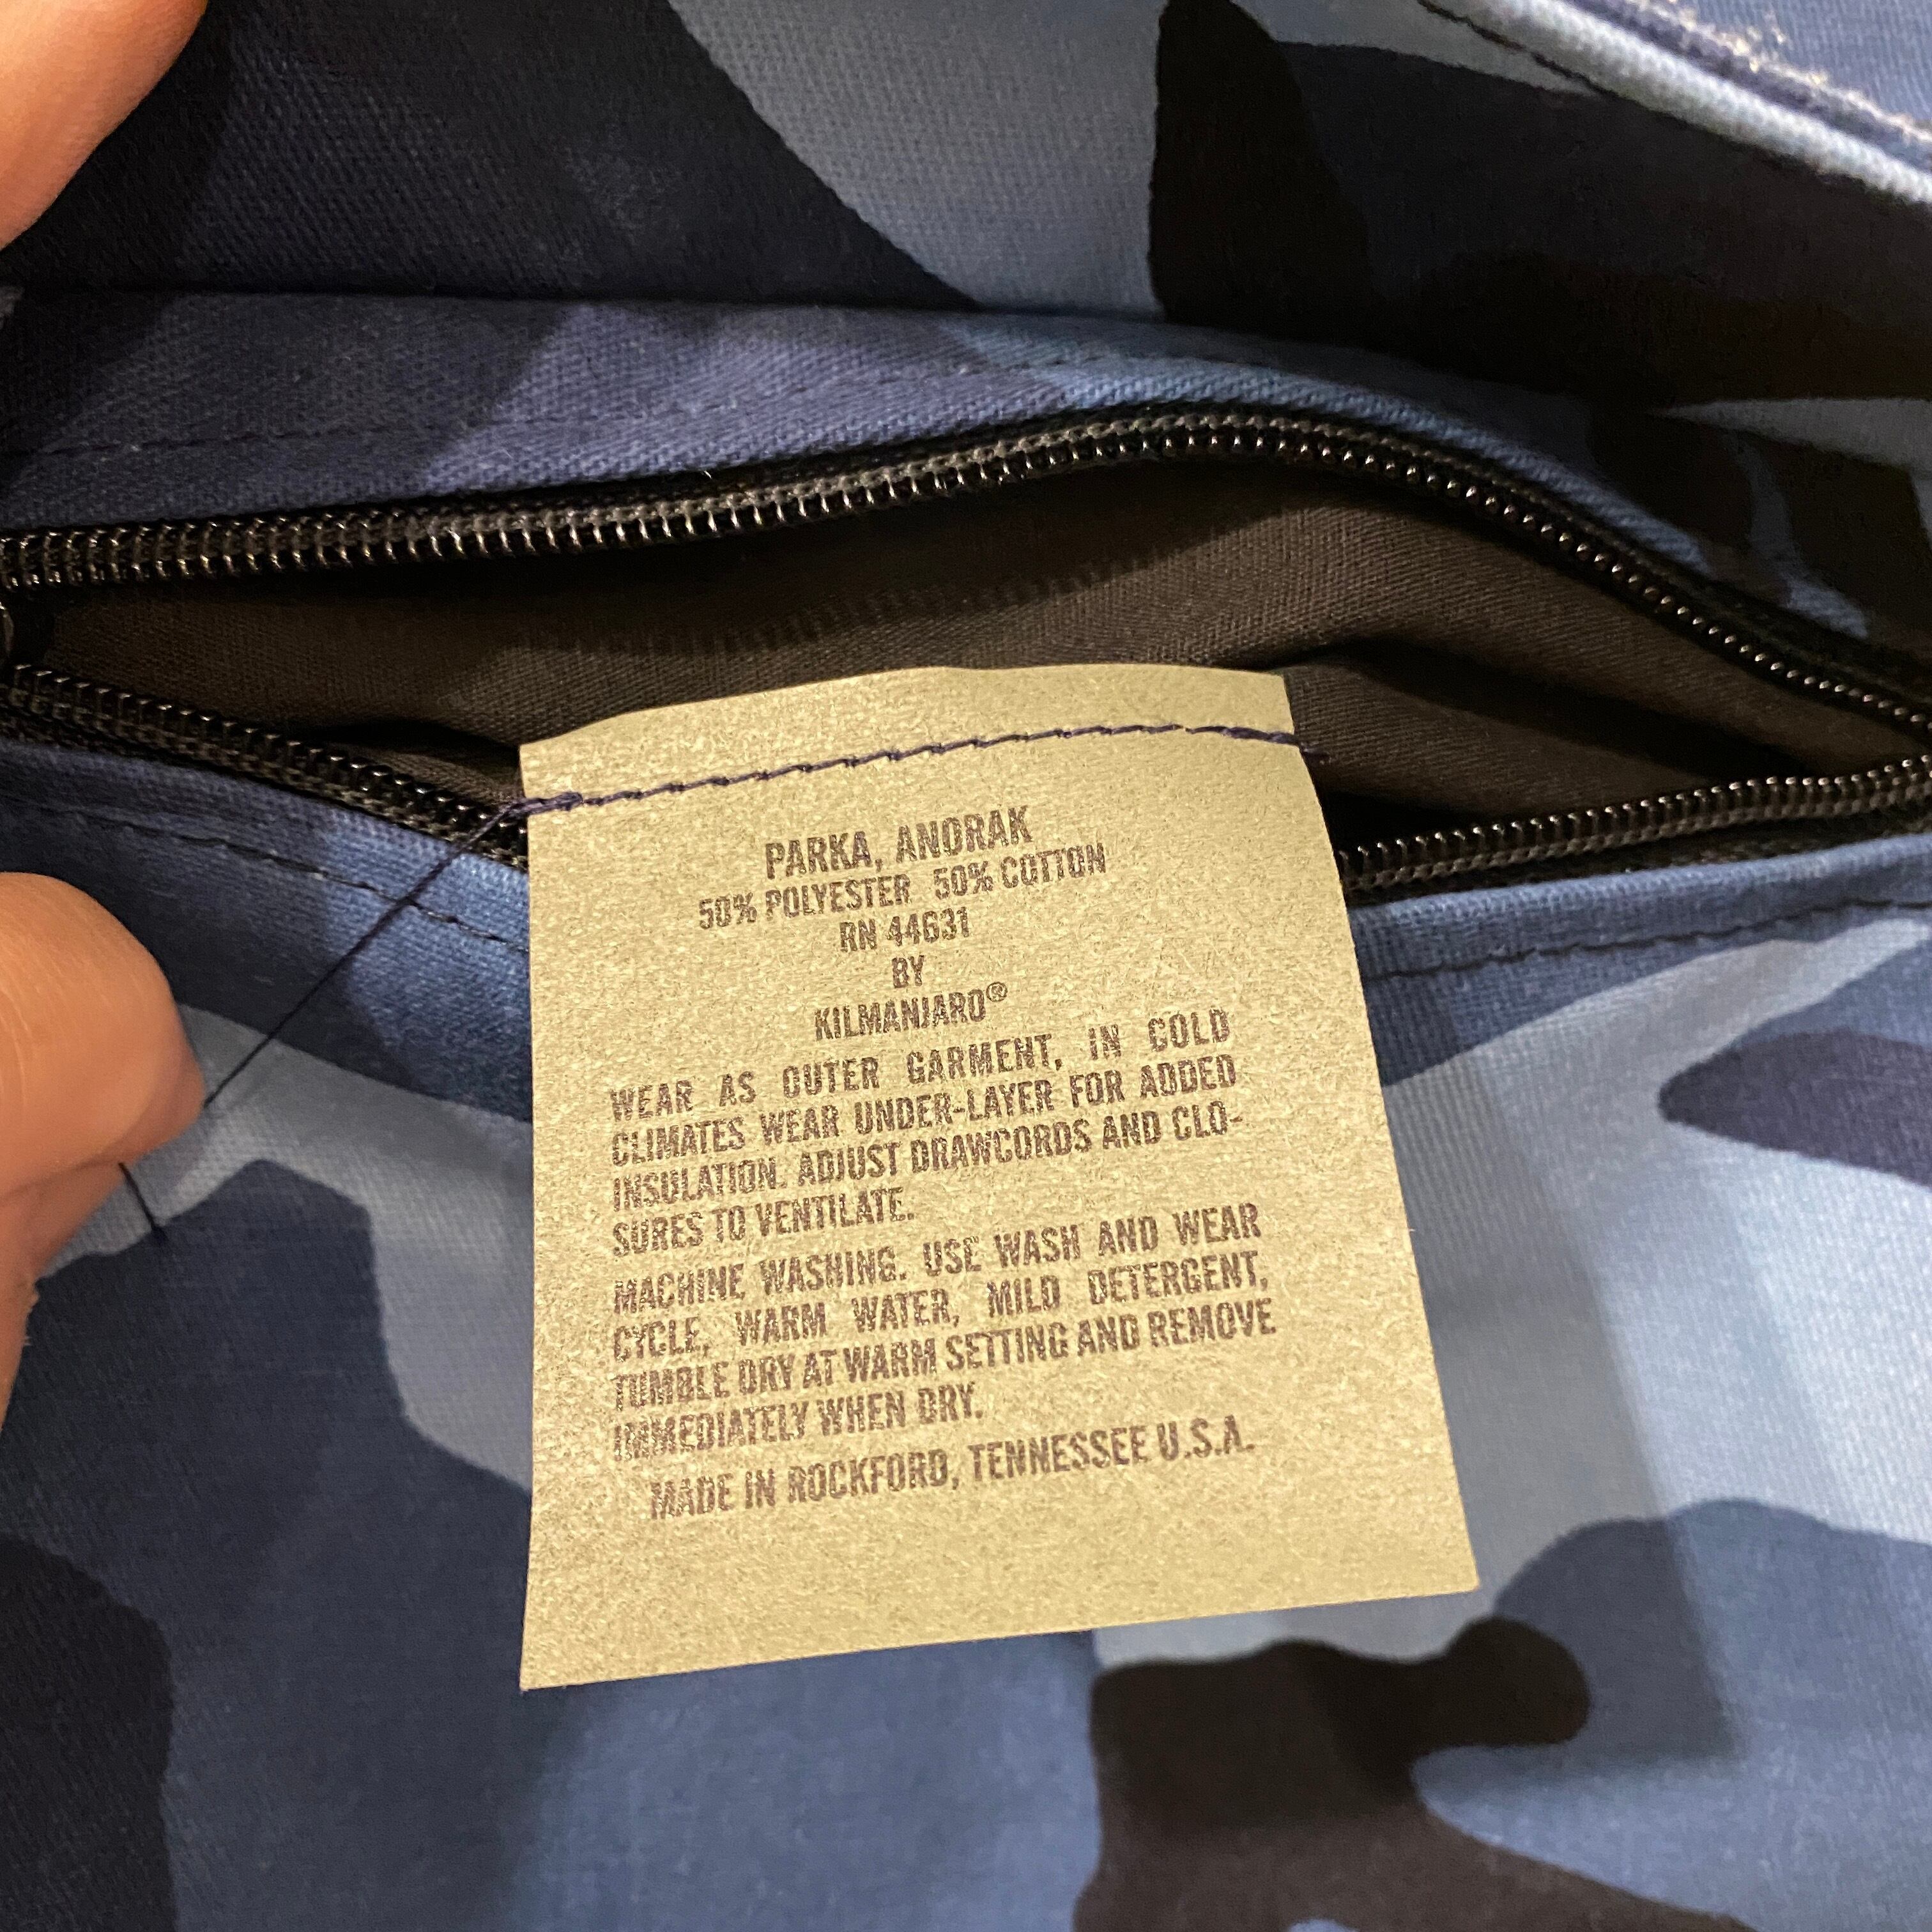 PARKA, ANORAK
50% POLYESTER 50% COTTON
RN 44631
BY
KILMANJARO®
WEAR AS OUTER GARMENT, IN COLD
CLIMATES WEAR UNDER-LAYER FOR ADDED
INSULATION. ADJUST DRAWCORDS AND CLO-
SURES TO VENTILATE.
MACHINE WASHING. USE WASH AND WEAR
CYCLE, WARM WATER, MILD DETERGENT,
TUMBLE DRY AT WARM SETTING AND REMOVE
IMMEDIATELY WHEN DRY.
MADE IN ROCKFORD, TENNESSEE U.S.A.